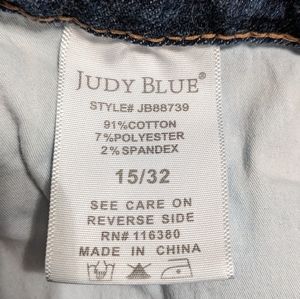 JUDY BLUE®
STYLE# JB88739
91%COTTON
7%POLYESTER
2%SPANDEX
15/32
SEE CARE ON
REVERSE SIDE
RN# 116380
MADE IN CHINA